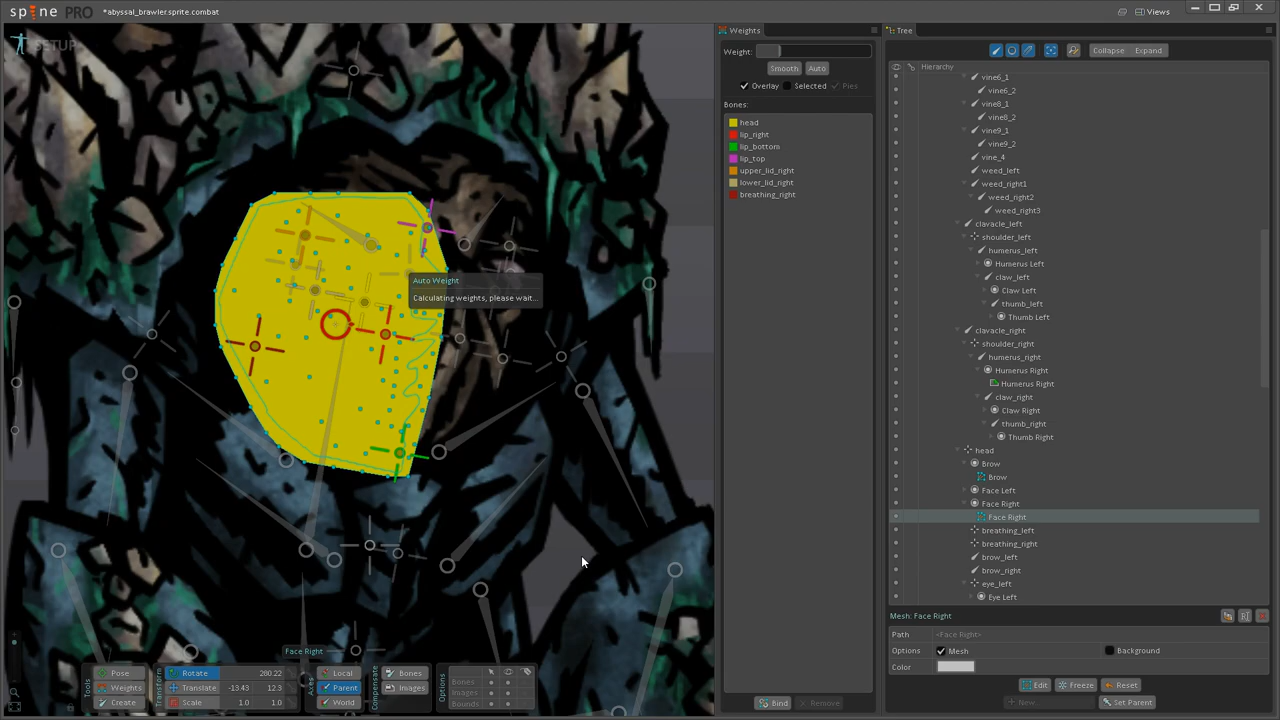 spine PRO
*abyssal_brawler.sprite.combat
Views
SETUP
Auto Weight
Calculating weights, please wait...
Face Right
Tools
Pose
Weights
Create
Transform
Rotate 280.22
Translate -13.43 12.3
Scale 1.0 1.0
Axes
Local
Parent
World
Compensate
Bones
Images
Options
Bones
Images
Bounds
Weights
Weight:
Smooth Auto
Overlay Selected Pies
Bones:
head
lip_right
lip_bottom
lip_top
upper_lid_right
lower_lid_right
breathing_right
Bind Remove
Tree
Collapse Expand
Hierarchy
vine6_1
vine6_2
vine8_1
vine8_2
vine9_1
vine9_2
vine_4
weed_left
weed_right1
weed_right2
weed_right3
clavacle_left
shoulder_left
humerus_left
Humerus Left
claw_left
Claw Left
thumb_left
Thumb Left
clavacle_right
shoulder_right
humerus_right
Humerus Right
Humerus Right
claw_right
Claw Right
thumb_right
Thumb Right
head
Brow
Brow
Face Left
Face Right
Face Right
breathing_left
breathing_right
brow_left
brow_right
eye_left
Eye Left
Mesh: Face Right
Path <Face Right>
Options Mesh Background
Color
Edit Freeze Reset
New... Set Parent